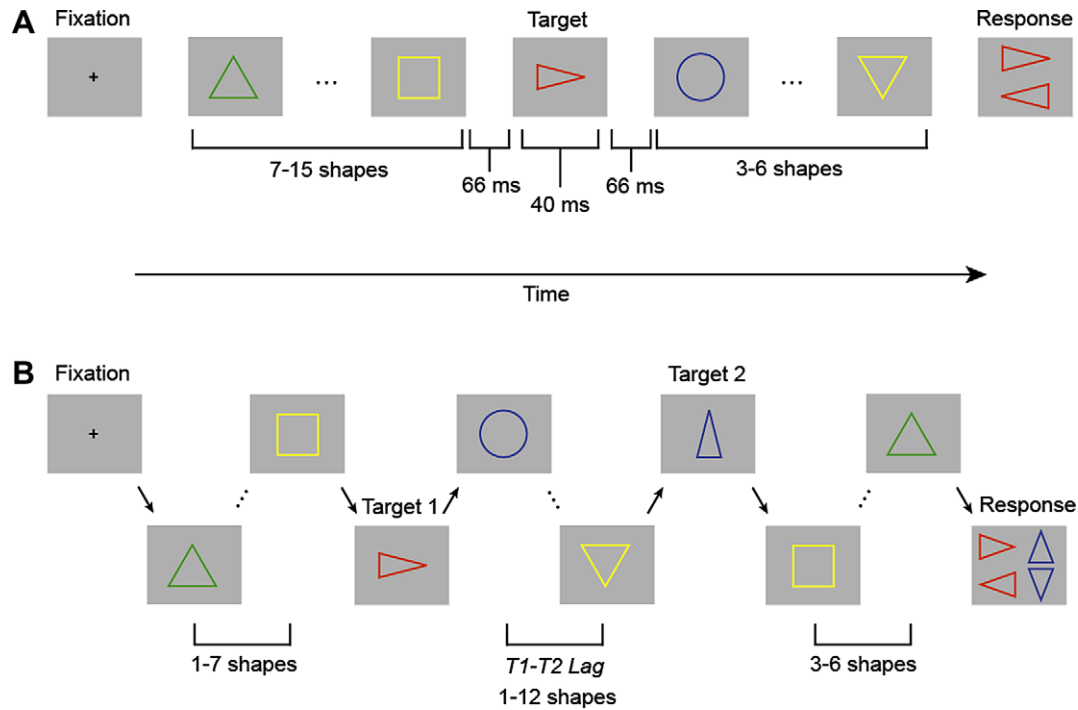 A
Fixation
Target
Response
+
...
...
7-15 shapes
66 ms
40 ms
66 ms
3-6 shapes
Time
B
Fixation
Target 2
+
Target 1
Response
...
...
...
1-7 shapes
T1-T2 Lag
1-12 shapes
3-6 shapes